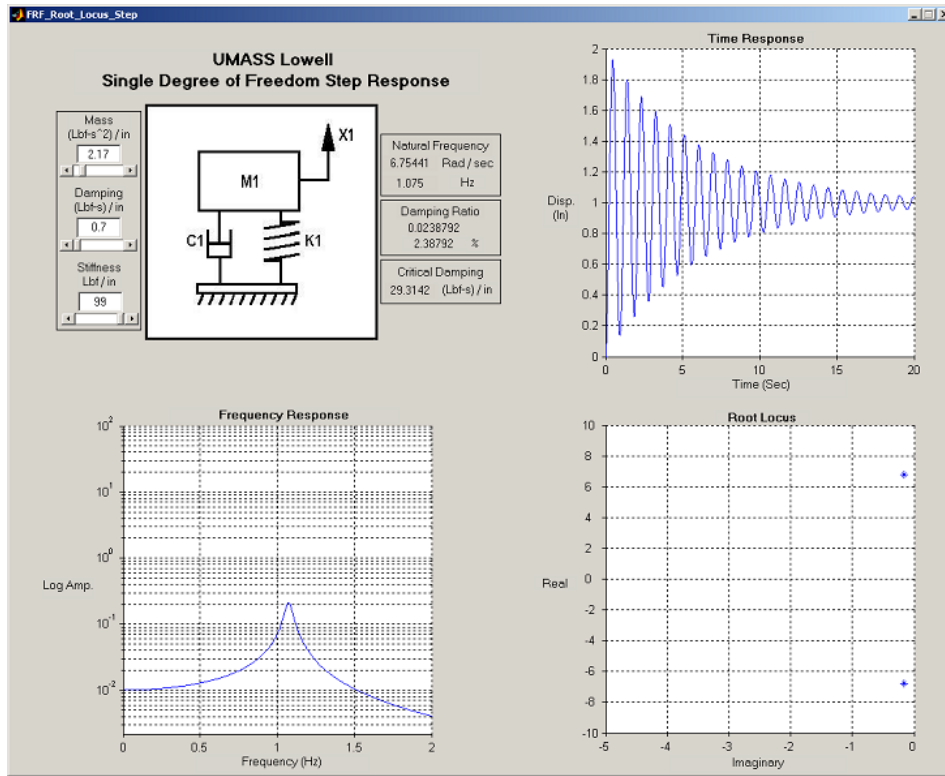 FRF_Root_Locus_Step
UMASS Lowell
Single Degree of Freedom Step Response
Mass
(Lbf-s^2) / in
2.17
Damping
(Lbf-s) / in
0.7
Stiffness
Lbf / in
99
X1
M1
C1
K1
Natural Frequency
6.75441 Rad / sec
1.075 Hz
Damping Ratio
0.0238792
2.38792 %
Critical Damping
29.3142 (Lbf-s) / in
Time Response
2
1.8
1.6
1.4
1.2
1
0.8
0.6
0.4
0.2
0
Disp.
(In)
0 5 10 15 20
Time (Sec)
Frequency Response
10^2
10^1
10^0
10^-1
10^-2
Log Amp.
0 0.5 1 1.5 2
Frequency (Hz)
Root Locus
10
8
6
4
2
0
-2
-4
-6
-8
-10
Real
-5 -4 -3 -2 -1 0
Imaginary